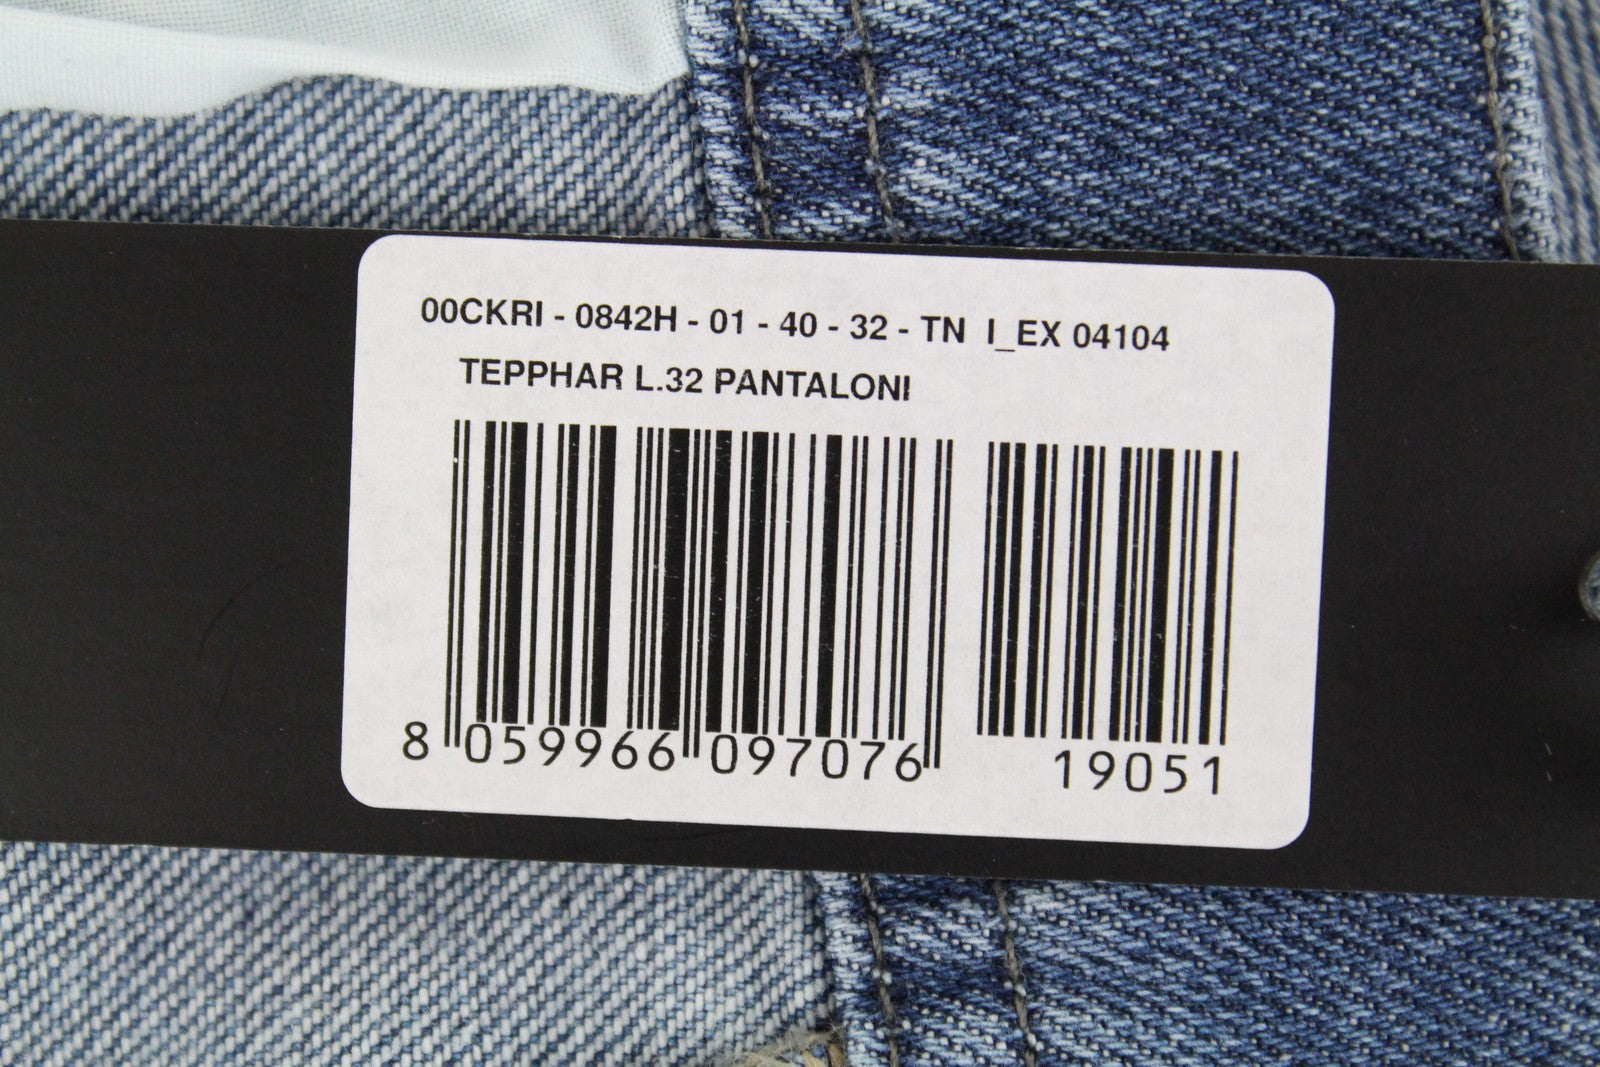 00CKRI - 0842H - 01 - 40 - 32 - TN I_EX 04104
TEPPHAR L.32 PANTALONI
8 059966 097076 19051